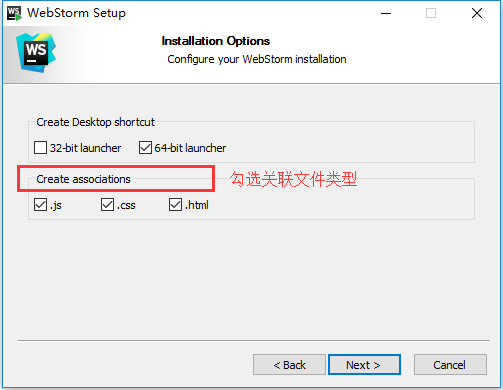 WebStorm Setup
WS
Installation Options
Configure your WebStorm installation
Create Desktop shortcut
32-bit launcher 64-bit launcher
Create associations 勾选关联文件类型
.js .css .html
< Back Next > Cancel